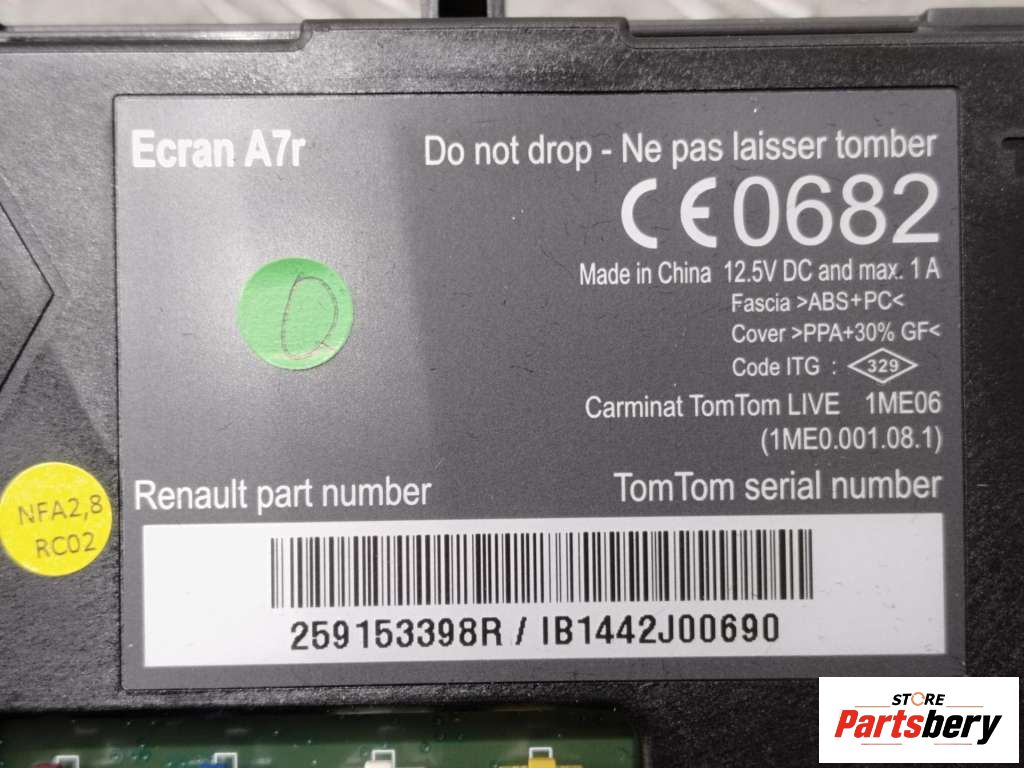 Ecran A7r
Do not drop - Ne pas laisser tomber
CE 0682
Made in China 12.5V DC and max. 1 A
Fascia >ABS+PC<
Cover >PPA+30% GF<
Code ITG : 329
Carminat TomTom LIVE 1ME06
(1ME0.001.08.1)
Renault part number
TomTom serial number
259153398R / IB1442J00690
NFA2,8
RC02
STORE
Partsbery